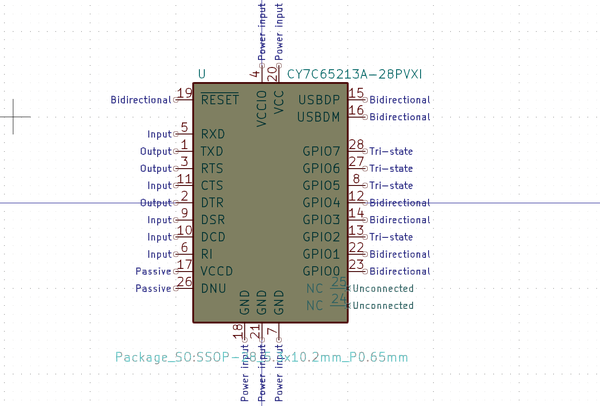 Power input
Power input
4
20
U
CY7C65213A-28PVXI
Bidirectional 19 RESET
VCCIO
VCC
USBDP 15 Bidirectional
USBDM 16 Bidirectional
Input 5 RXD
Output 1 TXD
GPIO7 28 Tri-state
Output 3 RTS
GPIO6 27 Tri-state
Input 11 CTS
GPIO5 8 Tri-state
Output 2 DTR
GPIO4 12 Bidirectional
Input 9 DSR
GPIO3 14 Bidirectional
Input 10 DCD
GPIO2 13 Tri-state
Input 6 RI
GPIO1 22 Bidirectional
Passive 17 VCCD
GPIO0 23 Bidirectional
Passive 26 DNU
NC 25 Unconnected
NC 24 Unconnected
GND
GND
GND
18
21
7
Package_SO:SSOP-28_5.3x10.2mm_P0.65mm
Power input
Power input
Power input